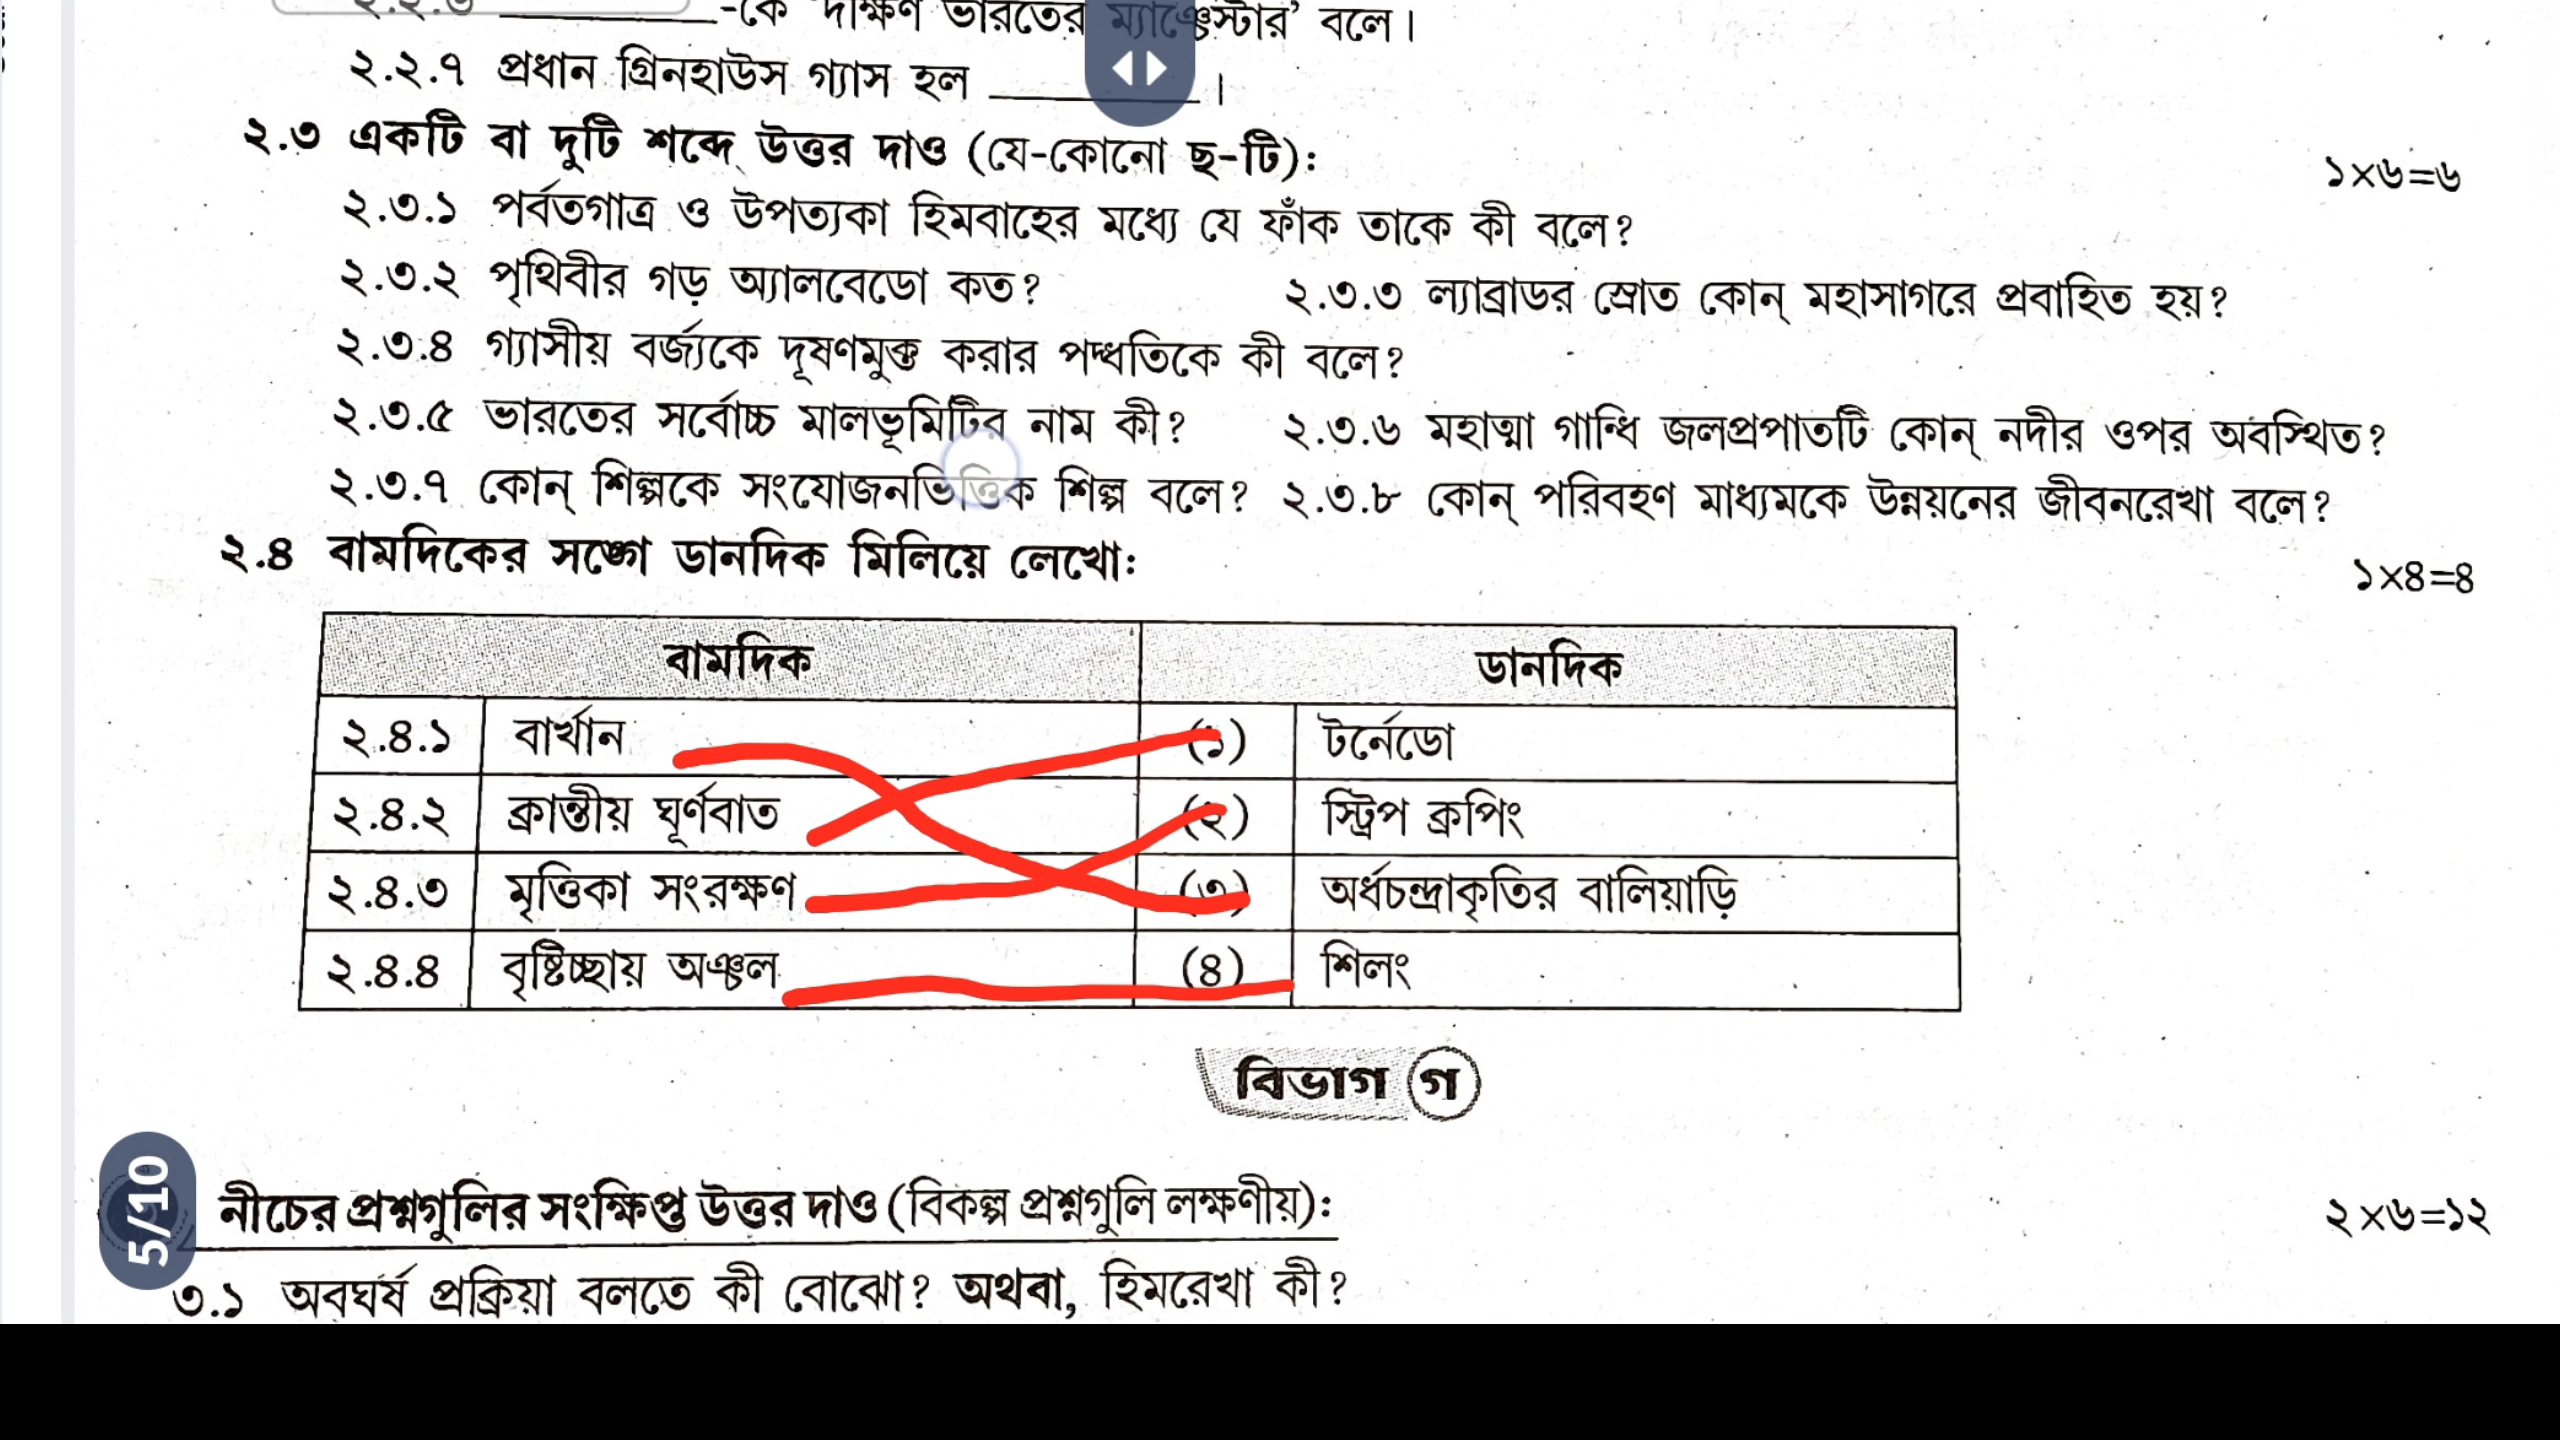 ২.২.৬ ________-কে 'দক্ষিণ ভারতের ম্যাঞ্চেস্টার' বলে।
২.২.৭ প্রধান গ্রিনহাউস গ্যাস হল ________।
২.৩ একটি বা দুটি শব্দে উত্তর দাও (যে-কোনো ছ-টি): ১×৬=৬
২.৩.১ পর্বতগাত্র ও উপত্যকা হিমবাহের মধ্যে যে ফাঁক তাকে কী বলে?
২.৩.২ পৃথিবীর গড় অ্যালবেডো কত? ২.৩.৩ ল্যাব্রাডর স্রোত কোন্ মহাসাগরে প্রবাহিত হয়?
২.৩.৪ গ্যাসীয় বর্জ্যকে দূষণমুক্ত করার পদ্ধতিকে কী বলে?
২.৩.৫ ভারতের সর্বোচ্চ মালভূমিটির নাম কী? ২.৩.৬ মহাত্মা গান্ধি জলপ্রপাতটি কোন্ নদীর ওপর অবস্থিত?
২.৩.৭ কোন্ শিল্পকে সংযোজনভিত্তিক শিল্প বলে? ২.৩.৮ কোন্ পরিবহণ মাধ্যমকে উন্নয়নের জীবনরেখা বলে?
২.৪ বামদিকের সঙ্গে ডানদিক মিলিয়ে লেখো: ১×৪=৪
বামদিক ডানদিক
২.৪.১ বার্খান (১) টর্নেডো
২.৪.২ ক্রান্তীয় ঘূর্ণবাত (২) স্ট্রিপ ক্রপিং
২.৪.৩ মৃত্তিকা সংরক্ষণ (৩) অর্ধচন্দ্রাকৃতির বালিয়াড়ি
২.৪.৪ বৃষ্টিচ্ছায় অঞ্চল (৪) শিলং
বিভাগ গ
5/10
নীচের প্রশ্নগুলির সংক্ষিপ্ত উত্তর দাও (বিকল্প প্রশ্নগুলি লক্ষণীয়): ২×৬=১২
৩.১ অবঘর্ষ প্রক্রিয়া বলতে কী বোঝো? অথবা, হিমরেখা কী?